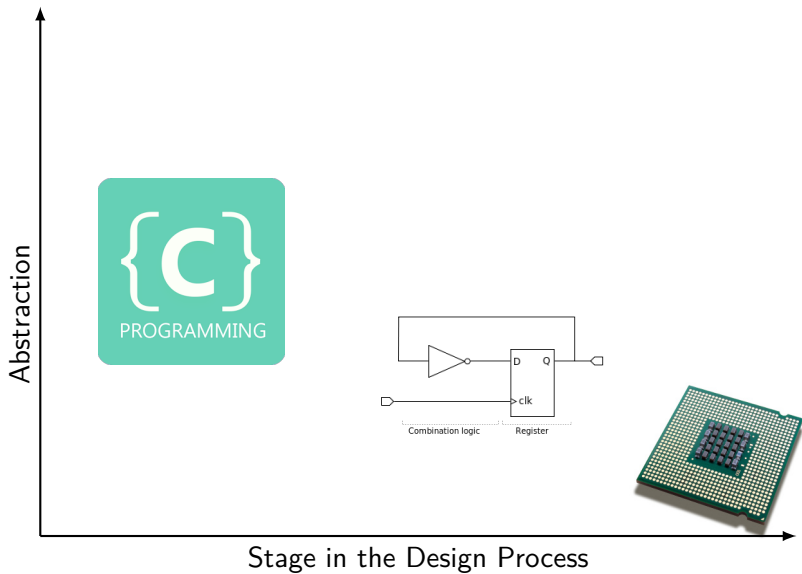 Abstraction
{C}
PROGRAMMING
D Q
clk
Combination logic Register
Stage in the Design Process